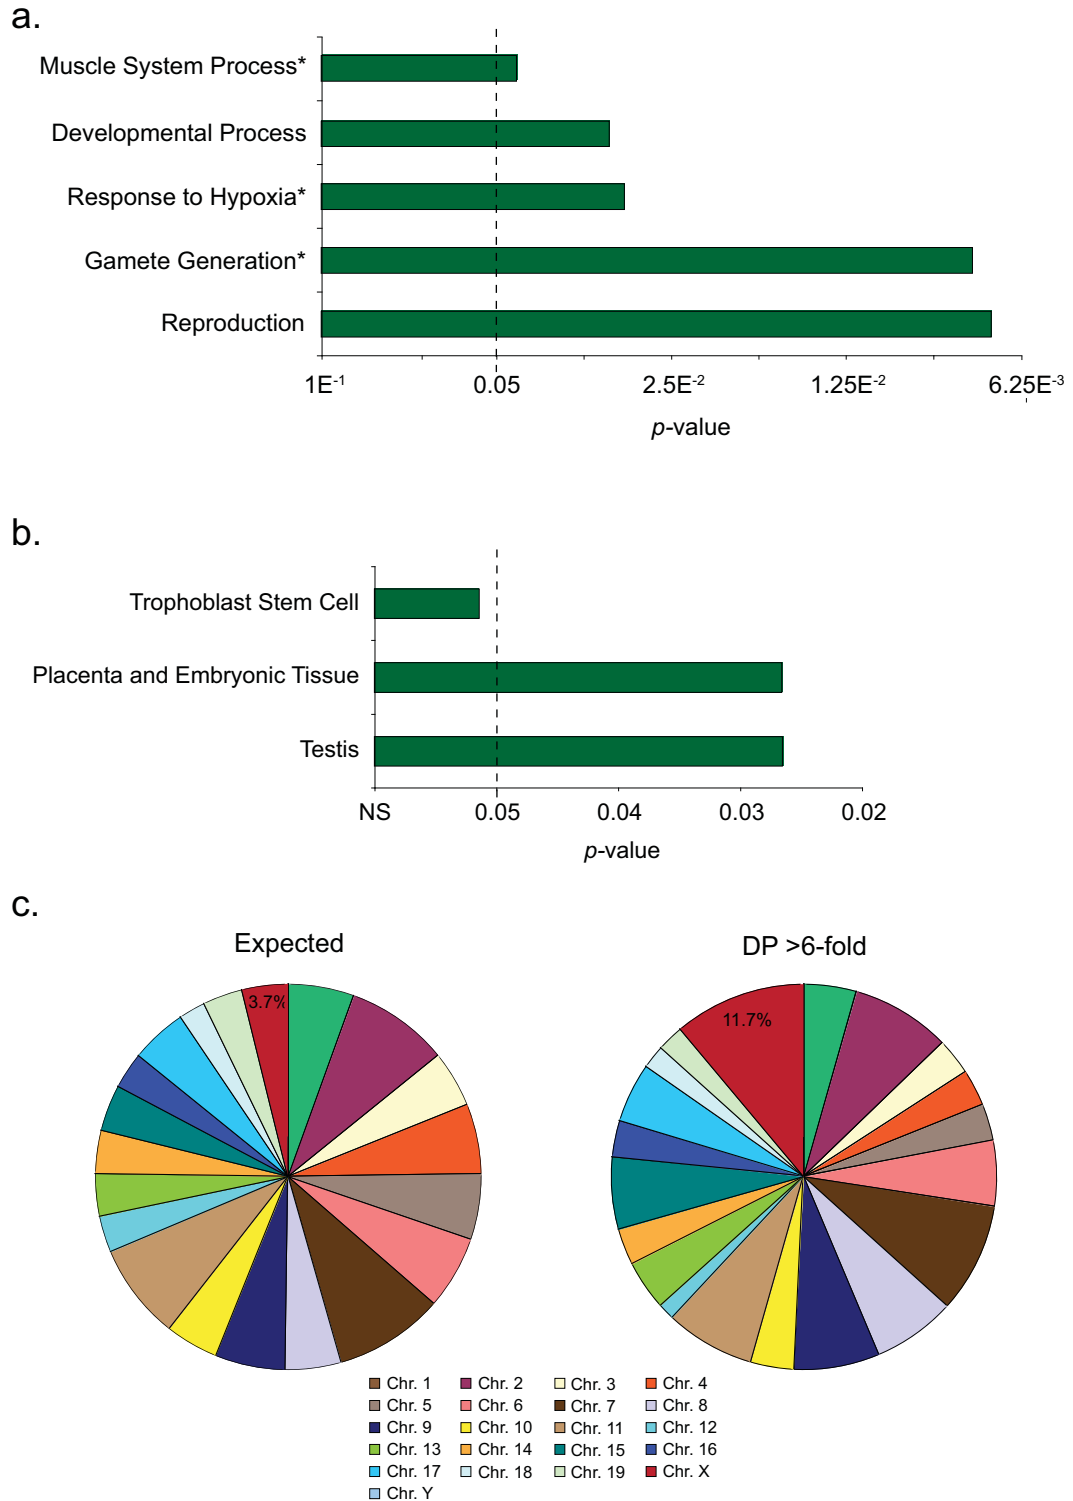 a.
Muscle System Process*
Developmental Process
Response to Hypoxia*
Gamete Generation*
Reproduction
1E-1 0.05 2.5E-2 1.25E-2 6.25E-3
p-value
b.
Trophoblast Stem Cell
Placenta and Embryonic Tissue
Testis
NS 0.05 0.04 0.03 0.02
p-value
c.
Expected
DP >6-fold
3.7%
11.7%
Chr. 1 Chr. 2 Chr. 3 Chr. 4
Chr. 5 Chr. 6 Chr. 7 Chr. 8
Chr. 9 Chr. 10 Chr. 11 Chr. 12
Chr. 13 Chr. 14 Chr. 15 Chr. 16
Chr. 17 Chr. 18 Chr. 19 Chr. X
Chr. Y